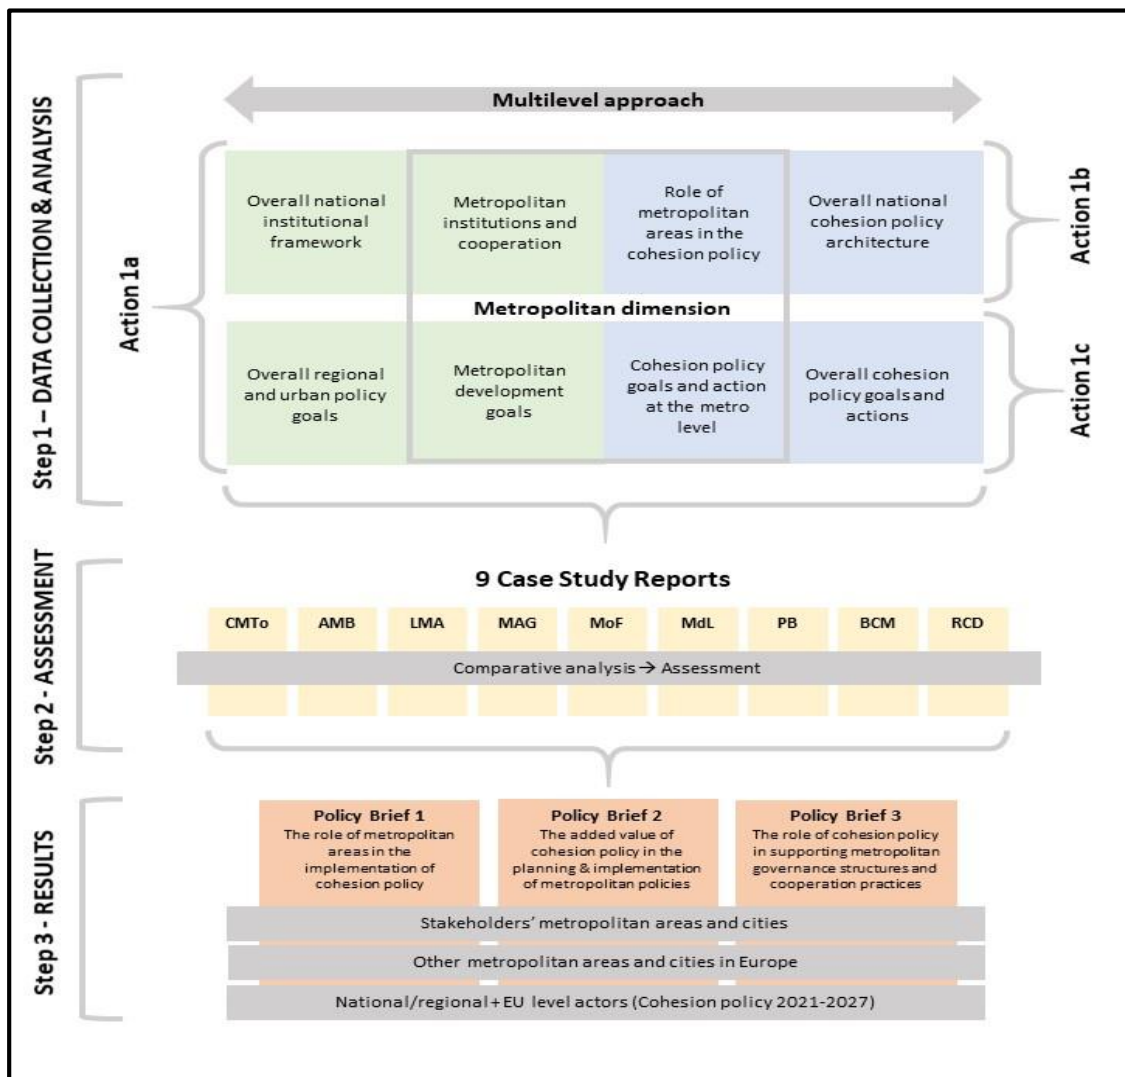 Step 1 – DATA COLLECTION & ANALYSIS
Multilevel approach
Action 1a
Overall national
institutional
framework
Metropolitan
institutions and
cooperation
Role of
metropolitan
areas in the
cohesion policy
Overall national
cohesion policy
architecture
Action 1b
Metropolitan dimension
Overall regional
and urban policy
goals
Metropolitan
development
goals
Cohesion policy
goals and action
at the metro
level
Overall cohesion
policy goals and
actions
Action 1c
Step 2 - ASSESSMENT
9 Case Study Reports
CMTo AMB LMA MAG MoF MdL PB BCM RCD
Comparative analysis → Assessment
Step 3 - RESULTS
Policy Brief 1
The role of metropolitan
areas in the
implementation of
cohesion policy
Policy Brief 2
The added value of
cohesion policy in the
planning & implementation
of metropolitan policies
Policy Brief 3
The role of cohesion policy
in supporting metropolitan
governance structures and
cooperation practices
Stakeholders’ metropolitan areas and cities
Other metropolitan areas and cities in Europe
National/regional + EU level actors (Cohesion policy 2021-2027)